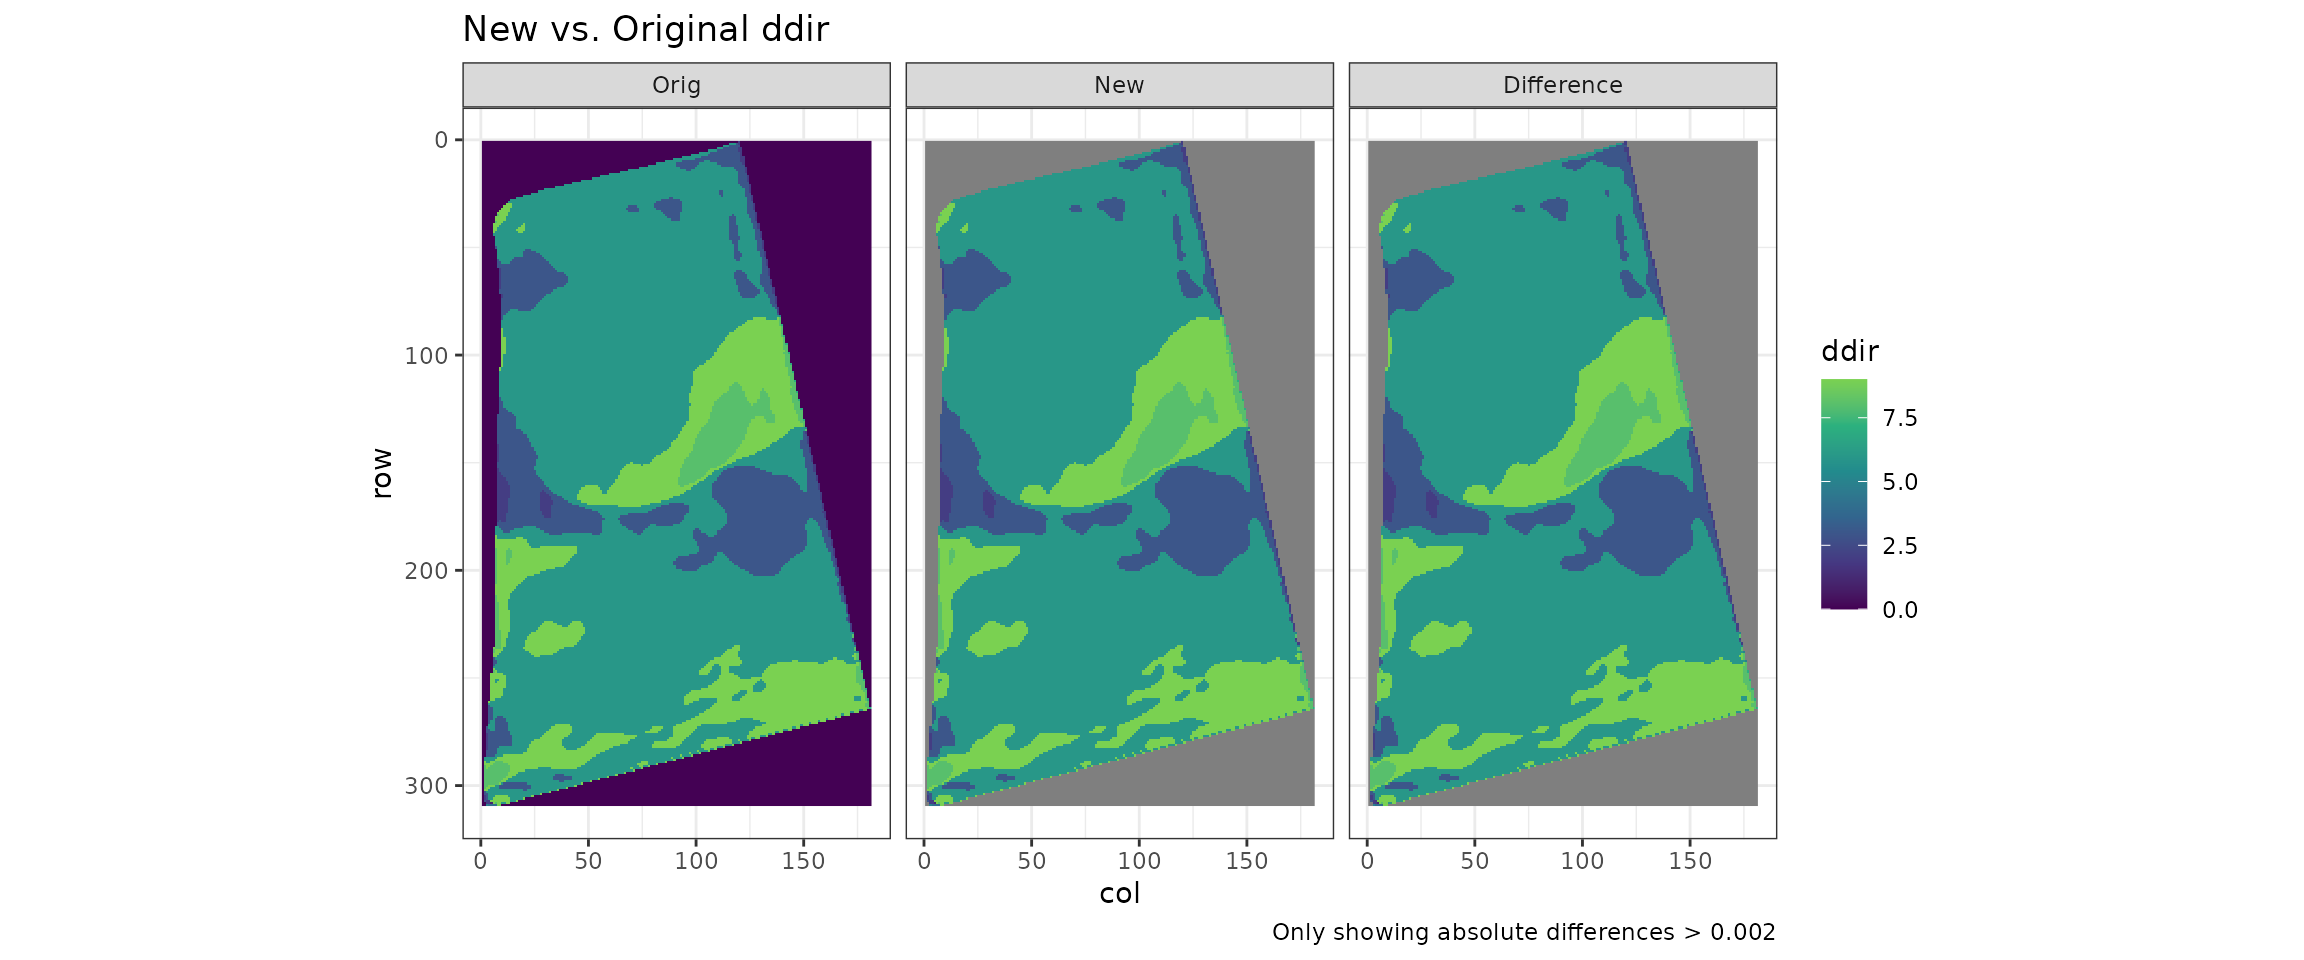 New vs. Original ddir
Orig
New
Difference
0
100
200
300
row
0
50
100
150
0
50
100
150
0
50
100
150
col
ddir
7.5
5.0
2.5
0.0
Only showing absolute differences > 0.002